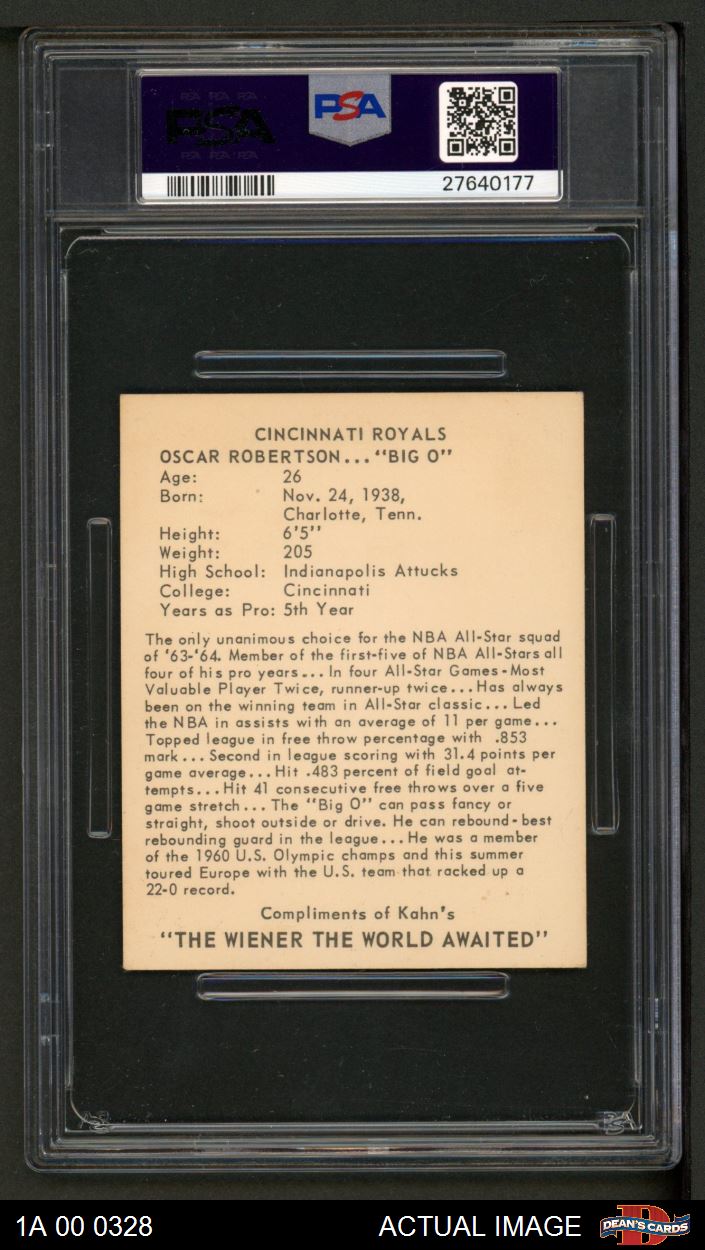 PSA PSA PSA
PSA
PSA PSA PSA
PSA
27640177
CINCINNATI ROYALS
OSCAR ROBERTSON... "BIG O"
Age: 26
Born: Nov. 24, 1938,
Charlotte, Tenn.
Height: 6'5''
Weight: 205
High School: Indianapolis Attucks
College: Cincinnati
Years as Pro: 5th Year
The only unanimous choice for the NBA All-Star squad
of '63-'64. Member of the first-five of NBA All-Stars all
four of his pro years... In four All-Star Games-Most
Valuable Player Twice, runner-up twice...Has always
been on the winning team in All-Star classic... Led
the NBA in assists with an average of 11 per game...
Topped league in free throw percentage with .853
mark... Second in league scoring with 31.4 points per
game average...Hit .483 percent of field goal at-
tempts...Hit 41 consecutive free throws over a five
game stretch... The "Big O" can pass fancy or
straight, shoot outside or drive. He can rebound-best
rebounding guard in the league...He was a member
of the 1960 U.S. Olympic champs and this summer
toured Europe with the U.S. team that racked up a
22-0 record.
Compliments of Kahn's
"THE WIENER THE WORLD AWAITED"
1A 00 0328
ACTUAL IMAGE
DEAN'S CARDS